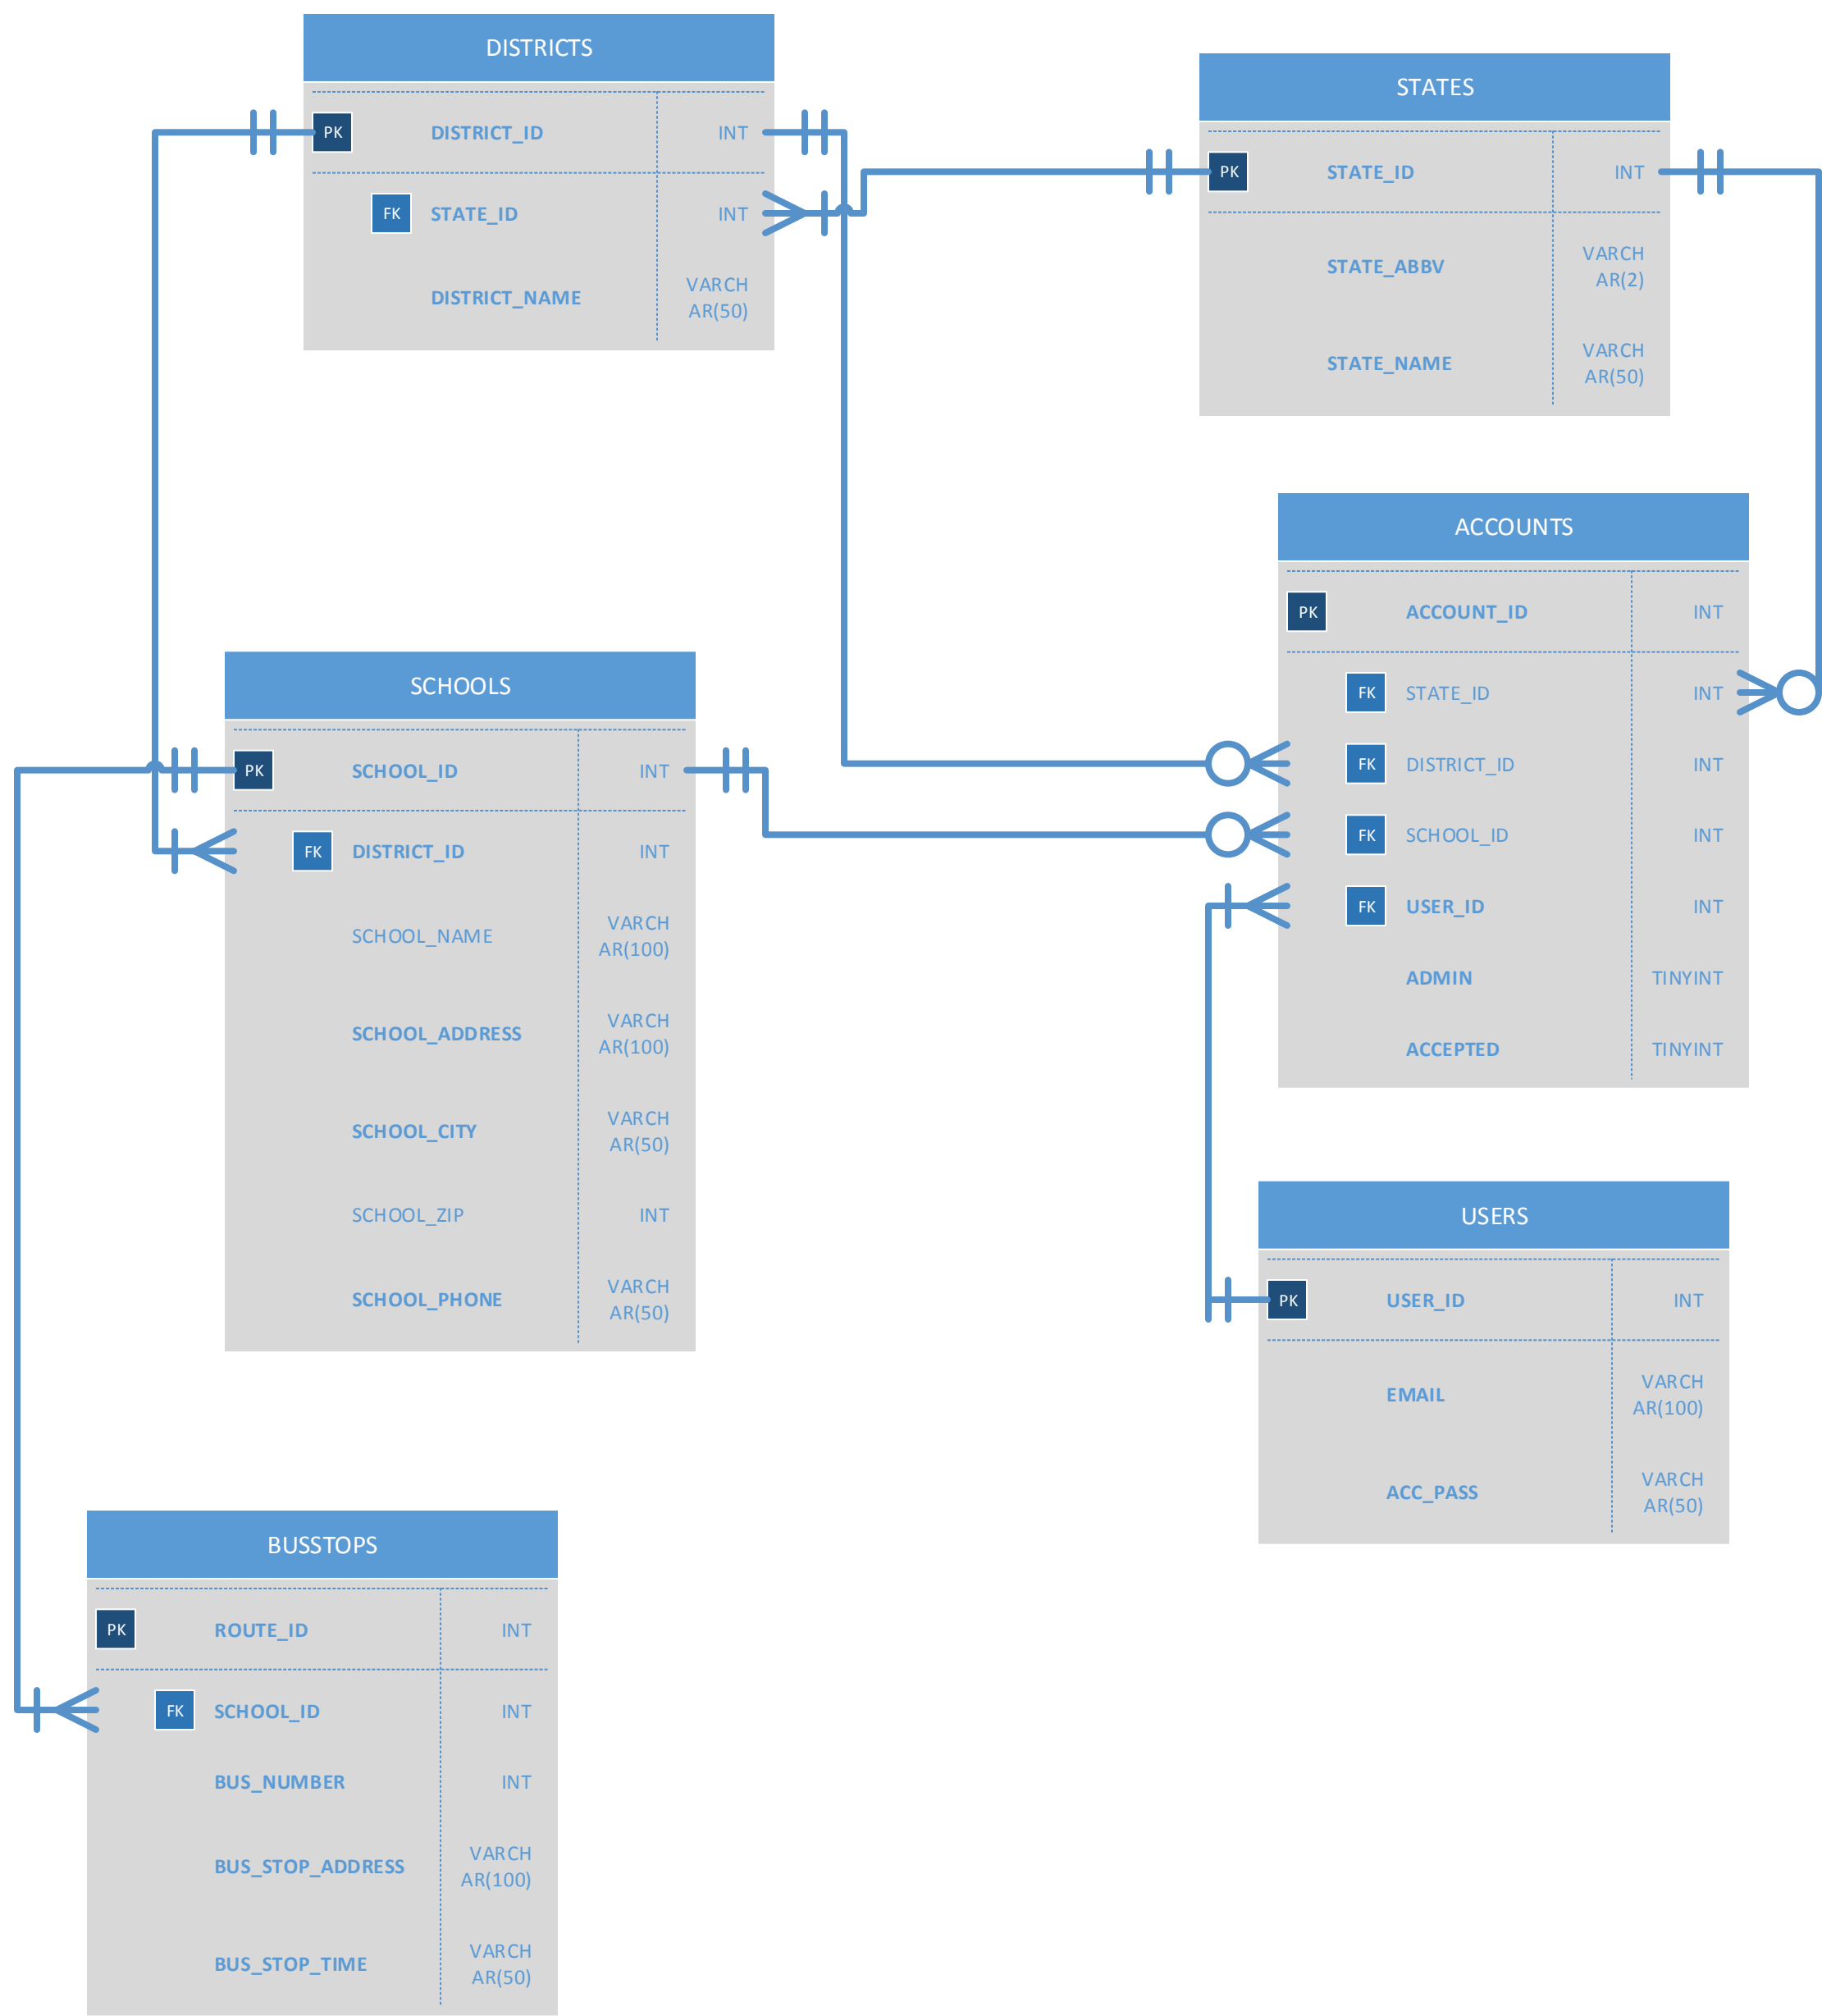 DISTRICTS
PK DISTRICT_ID INT
FK STATE_ID INT
DISTRICT_NAME VARCH
AR(50)
STATES
PK STATE_ID INT
STATE_ABBV VARCH
AR(2)
STATE_NAME VARCH
AR(50)
ACCOUNTS
PK ACCOUNT_ID INT
FK STATE_ID INT
FK DISTRICT_ID INT
FK SCHOOL_ID INT
FK USER_ID INT
ADMIN TINYINT
ACCEPTED TINYINT
SCHOOLS
PK SCHOOL_ID INT
FK DISTRICT_ID INT
SCHOOL_NAME VARCH
AR(100)
SCHOOL_ADDRESS VARCH
AR(100)
SCHOOL_CITY VARCH
AR(50)
SCHOOL_ZIP INT
SCHOOL_PHONE VARCH
AR(50)
USERS
PK USER_ID INT
EMAIL VARCH
AR(100)
ACC_PASS VARCH
AR(50)
BUSSTOPS
PK ROUTE_ID INT
FK SCHOOL_ID INT
BUS_NUMBER INT
BUS_STOP_ADDRESS VARCH
AR(100)
BUS_STOP_TIME VARCH
AR(50)